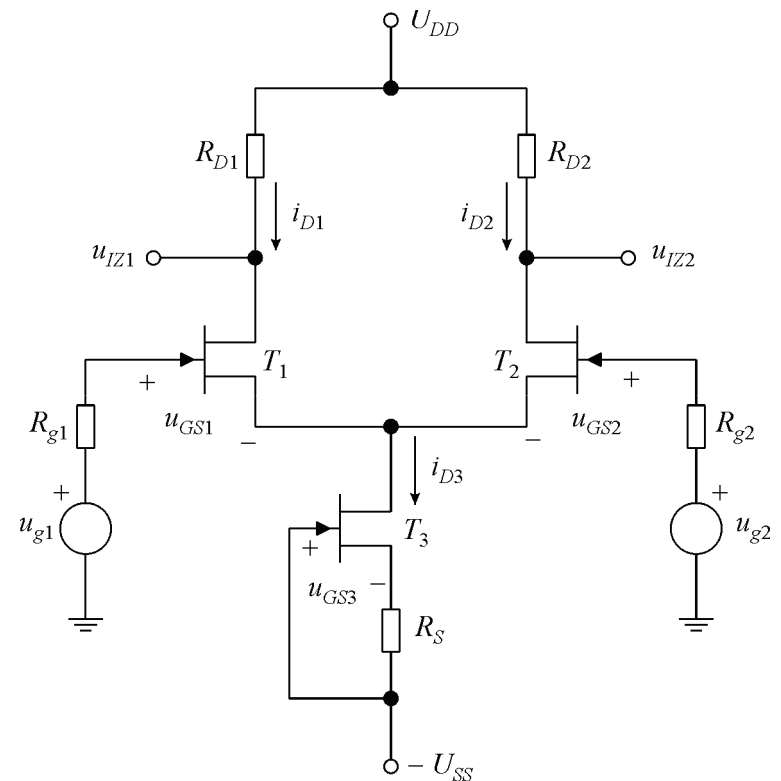 U_DD
R_D1
R_D2
i_D1
i_D2
u_IZ1
u_IZ2
T_1
T_2
+
+
R_g1
u_GS1
u_GS2
R_g2
−
−
i_D3
+
+
u_g1
T_3
u_g2
+
u_GS3
−
R_S
− U_SS